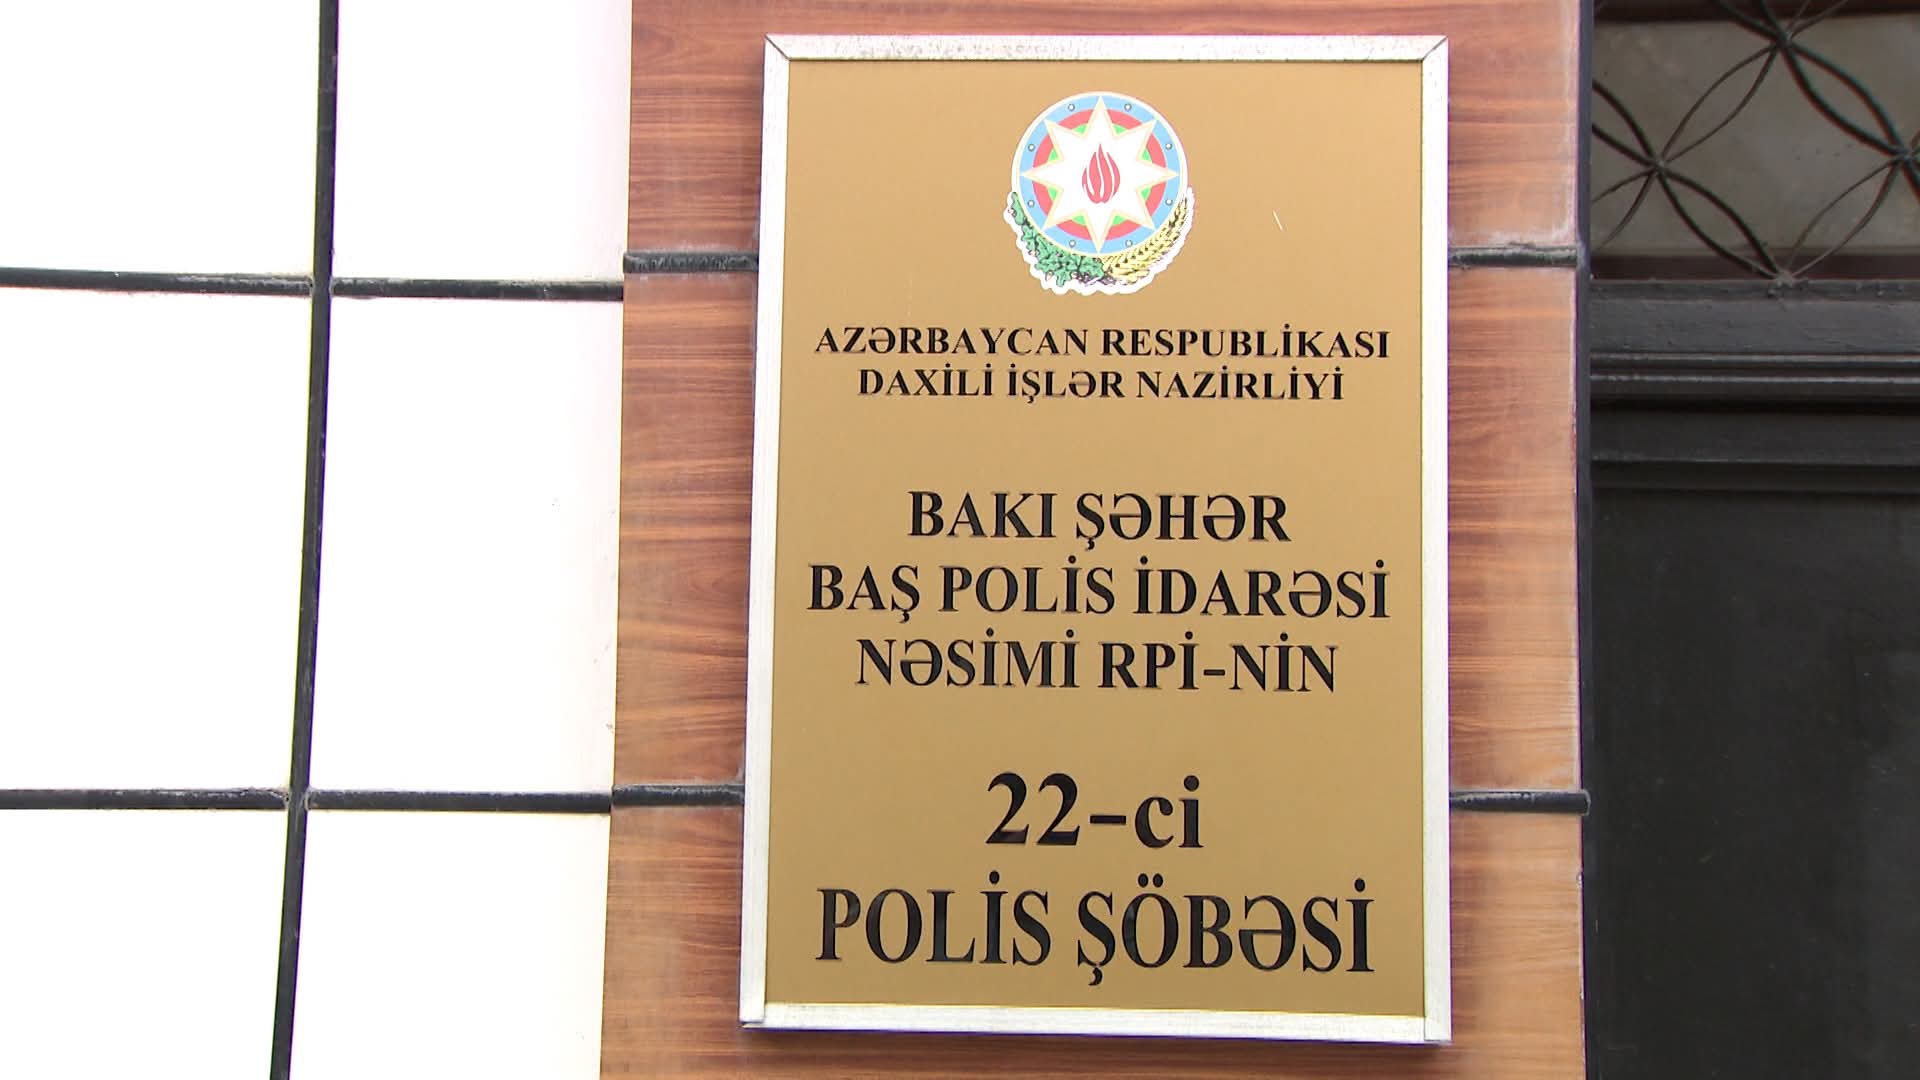 AZƏRBAYCAN RESPUBLİKASI
DAXİLİ İŞLƏR NAZİRLİYİ
BAKI ŞƏHƏR
BAŞ POLİS İDARƏSİ
NƏSİMİ RPİ-NİN
22-ci
POLİS ŞÖBƏSİ